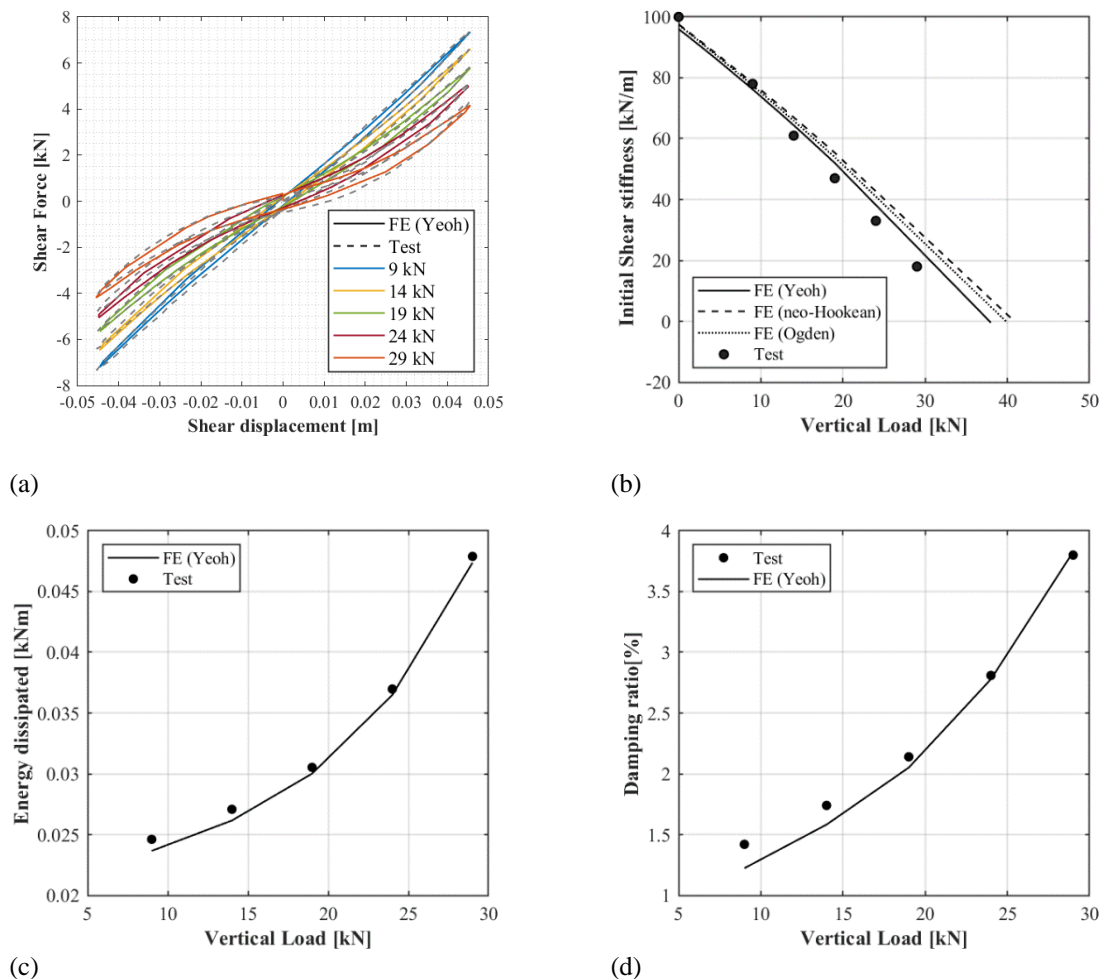 8
6
4
2
0
-2
-4
-6
-8
Shear Force [kN]
FE (Yeoh)
Test
9 kN
14 kN
19 kN
24 kN
29 kN
-0.05 -0.04 -0.03 -0.02 -0.01 0 0.01 0.02 0.03 0.04 0.05
Shear displacement [m]
(a)
100
80
60
40
20
0
-20
Initial Shear stiffness [kN/m]
FE (Yeoh)
FE (neo-Hookean)
FE (Ogden)
Test
0 10 20 30 40 50
Vertical Load [kN]
(b)
0.05
0.045
0.04
0.035
0.03
0.025
0.02
Energy dissipated [kNm]
FE (Yeoh)
Test
5 10 15 20 25 30
Vertical Load [kN]
(c)
4
3.5
3
2.5
2
1.5
1
Damping ratio[%]
Test
FE (Yeoh)
5 10 15 20 25 30
Vertical Load [kN]
(d)